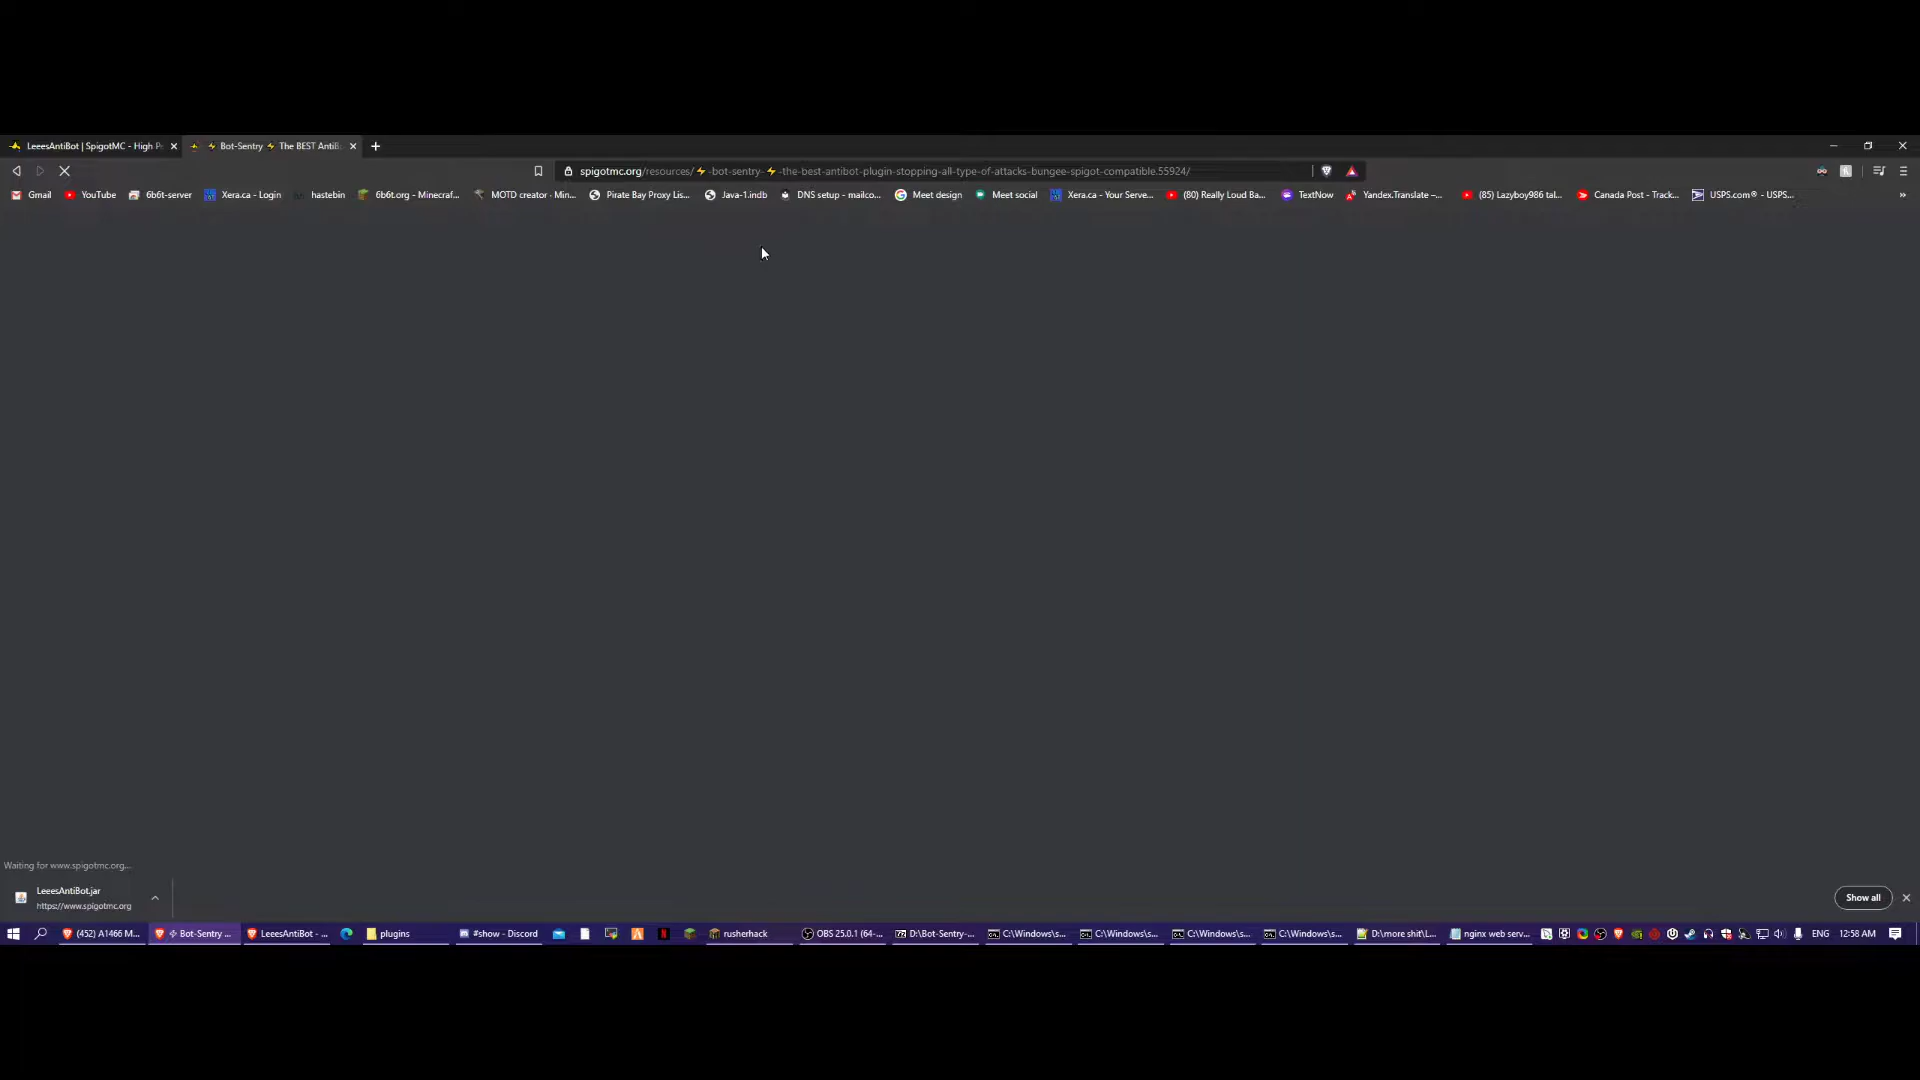 LeeesAntiBot | SpigotMC - High P
Bot-Sentry ⚡ The BEST AntiB
spigotmc.org/resources/⚡-bot-sentry-⚡-the-best-antibot-plugin-stopping-all-type-of-attacks-bungee-spigot-compatible.55924/
Gmail YouTube 6b6t-server Xera.ca - Login hastebin 6b6t.org - Minecraf... MOTD creator - Min... Pirate Bay Proxy Lis... Java-1.indb DNS setup - mailco... Meet design Meet social Xera.ca - Your Serve... (80) Really Loud Ba... TextNow Yandex.Translate –... (85) Lazyboy986 tal... Canada Post - Track... USPS.com® - USPS... »
Waiting for www.spigotmc.org...
LeeesAntiBot.jar
https://www.spigotmc.org
Show all
(452) A1466 M... Bot-Sentry ... LeeesAntiBot - ... plugins #show - Discord rusherhack OBS 25.0.1 (64-... D:\Bot-Sentry-... C:\Windows\s... C:\Windows\s... C:\Windows\s... C:\Windows\s... D:\more shit\L... nginx web serv... ENG 12:58 AM